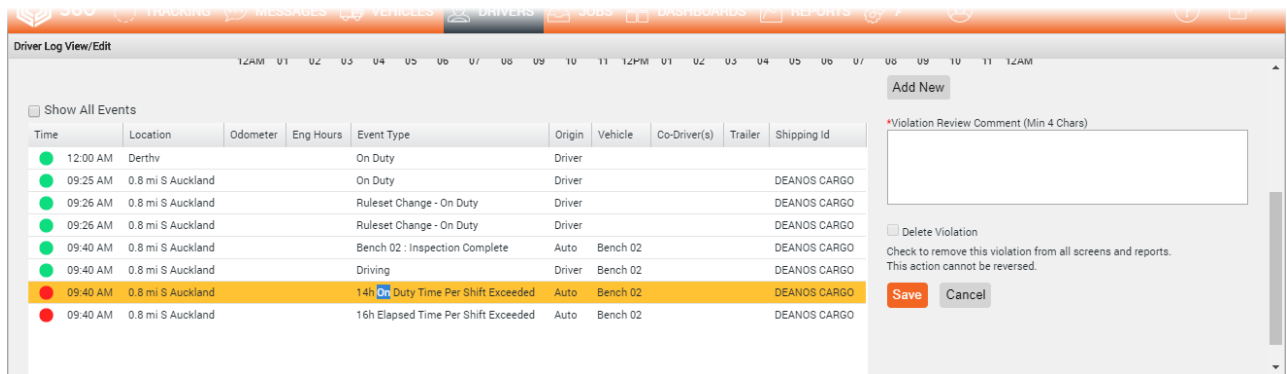 360 TRACKING MESSAGES VEHICLES DRIVERS JOBS DASHBOARDS REPORTS
Driver Log View/Edit
12AM 01 02 03 04 05 06 07 08 09 10 11 12PM 01 02 03 04 05 06 07 08 09 10 11 12AM
Add New
Show All Events
*Violation Review Comment (Min 4 Chars)
Time Location Odometer Eng Hours Event Type Origin Vehicle Co-Driver(s) Trailer Shipping Id
12:00 AM Derthy On Duty Driver
09:25 AM 0.8 mi S Auckland On Duty Driver DEANOS CARGO
09:26 AM 0.8 mi S Auckland Ruleset Change - On Duty Driver DEANOS CARGO
09:26 AM 0.8 mi S Auckland Ruleset Change - On Duty Driver DEANOS CARGO
09:40 AM 0.8 mi S Auckland Bench 02 : Inspection Complete Auto Bench 02 DEANOS CARGO
09:40 AM 0.8 mi S Auckland Driving Driver Bench 02 DEANOS CARGO
09:40 AM 0.8 mi S Auckland 14h On Duty Time Per Shift Exceeded Auto Bench 02 DEANOS CARGO
09:40 AM 0.8 mi S Auckland 16h Elapsed Time Per Shift Exceeded Auto Bench 02 DEANOS CARGO
Delete Violation
Check to remove this violation from all screens and reports.
This action cannot be reversed.
Save Cancel